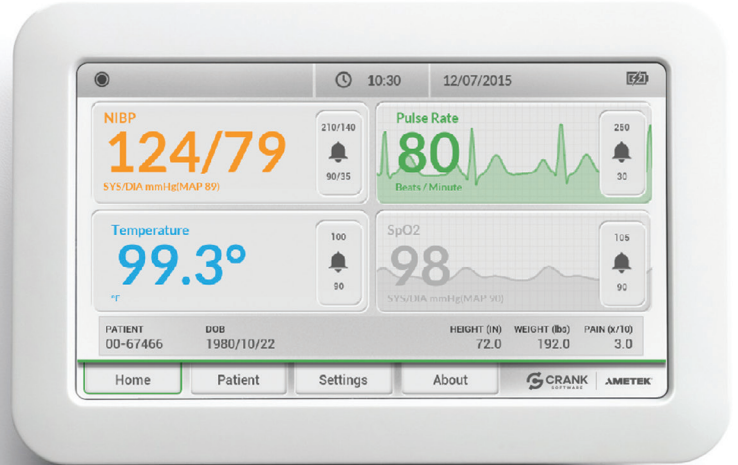 10:30
12/07/2015
NIBP
124/79
SYS/DIA mmHg(MAP 89)
210/140
90/35
Pulse Rate
80
Beats / Minute
250
30
Temperature
99.3°
°F
100
90
SpO2
98
SYS/DIA mmHg(MAP 90)
105
90
PATIENT
00-67466
DOB
1980/10/22
HEIGHT (IN)
72.0
WEIGHT (lbs)
192.0
PAIN (x/10)
3.0
Home
Patient
Settings
About
CRANK
SOFTWARE
AMETEK